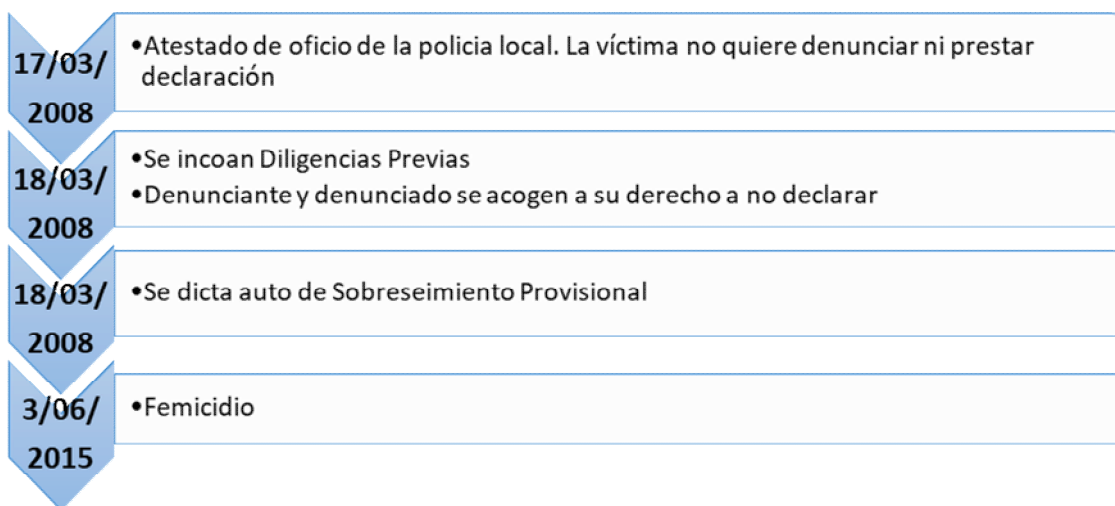 17/03/
2008
•Atestado de oficio de la policia local. La víctima no quiere denunciar ni prestar
declaración
18/03/
2008
•Se incoan Diligencias Previas
•Denunciante y denunciado se acogen a su derecho a no declarar
18/03/
2008
•Se dicta auto de Sobreseimiento Provisional
3/06/
2015
•Femicidio